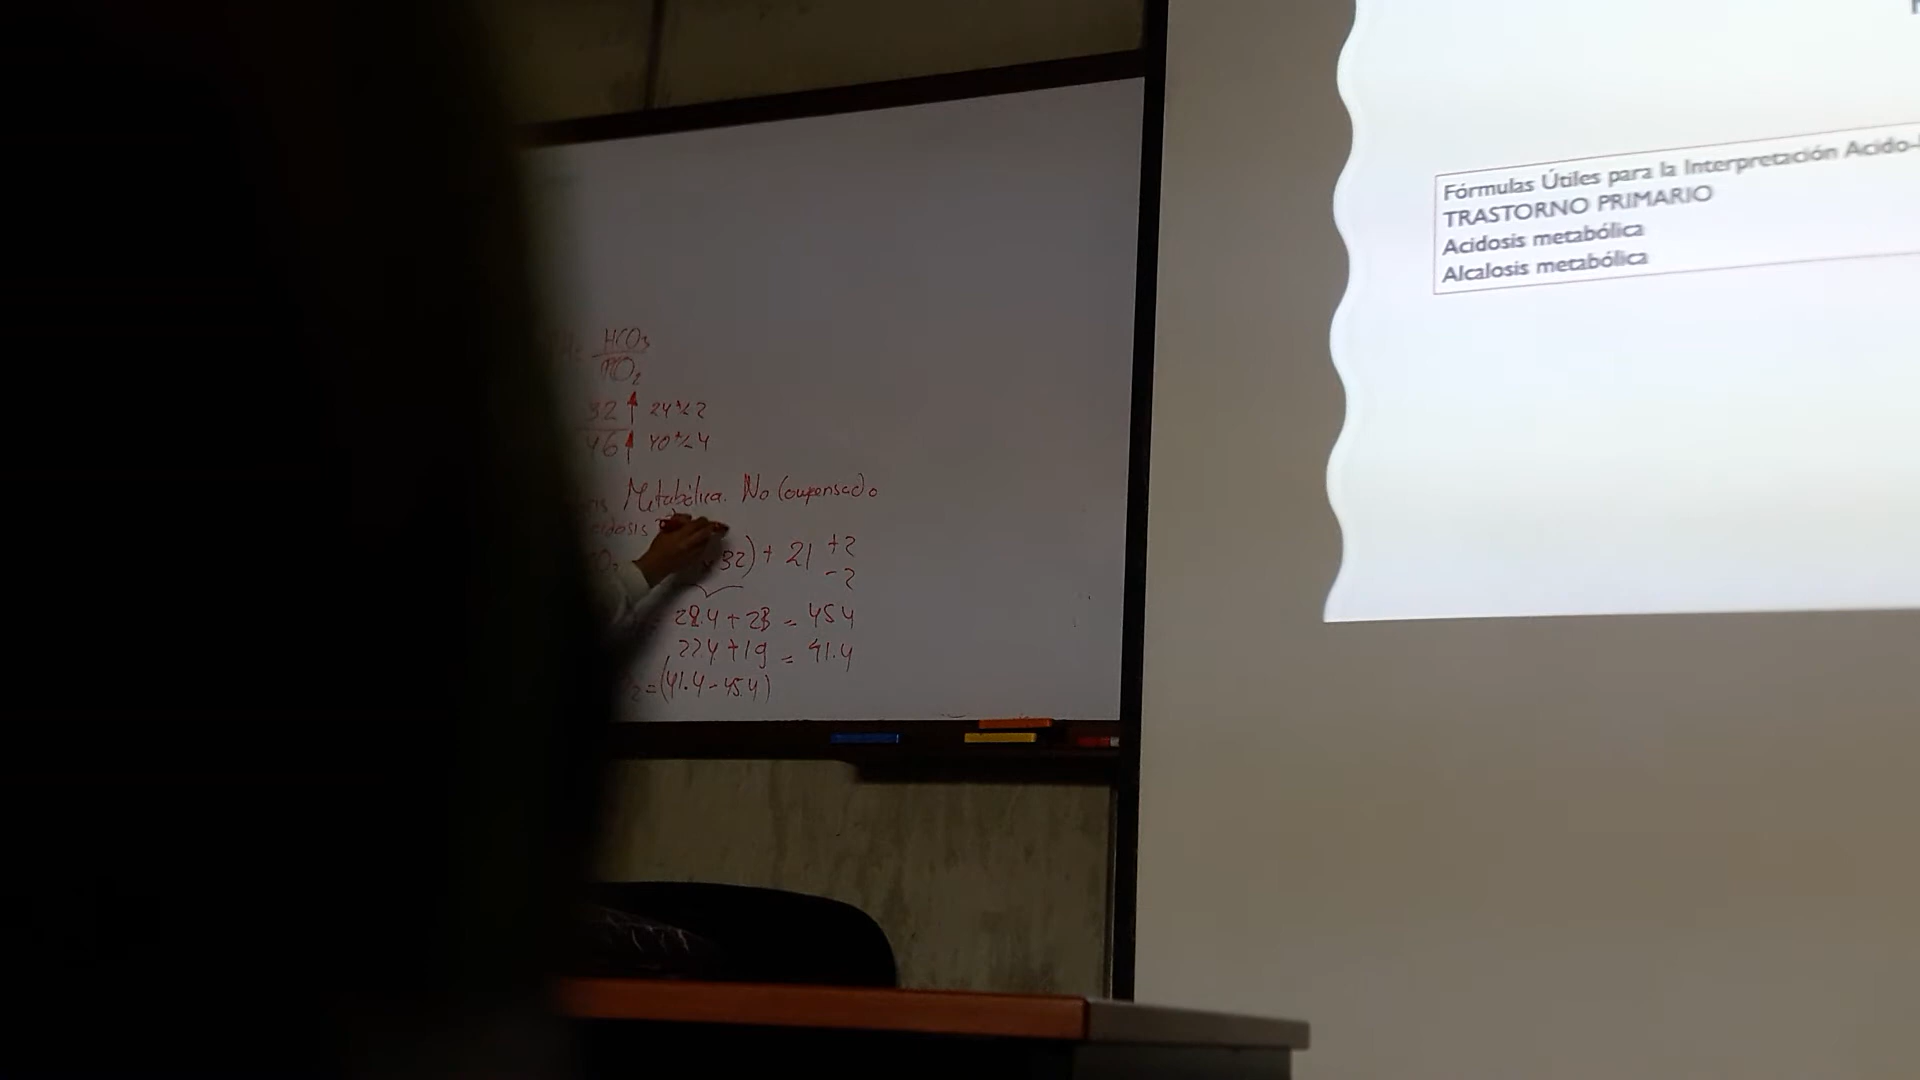 HCO3
32 ↑ 24 +/- 2
46 ↑ 40 +/- 4
Metabólica. No Compensado
32) + 21 +2
-2
+ 23 = 45.4
22.4 + 19 = 41.4
2 = (41.4 - 45.4)
Fórmulas Útiles para la Interpretación Acido-
TRASTORNO PRIMARIO
Acidosis metabólica
Alcalosis metabólica